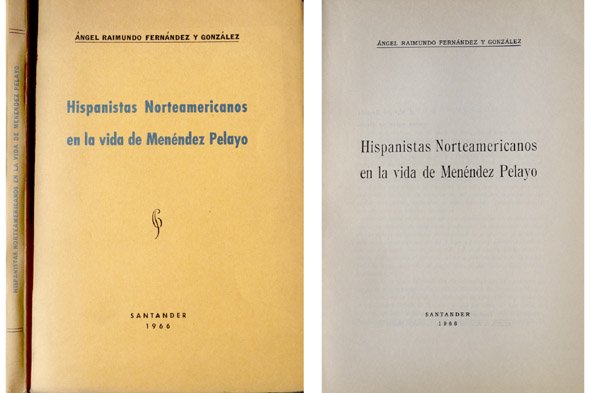 HISPANISTAS NORTEAMERICANOS EN LA VIDA DE MENÉNDEZ PELAYO
ÁNGEL RAIMUNDO FERNÁNDEZ Y GONZÁLEZ
Hispanistas Norteamericanos
en la vida de Menéndez Pelayo
SANTANDER
1966
ÁNGEL RAIMUNDO FERNÁNDEZ Y GONZÁLEZ
Hispanistas Norteamericanos
en la vida de Menéndez Pelayo
SANTANDER
1966